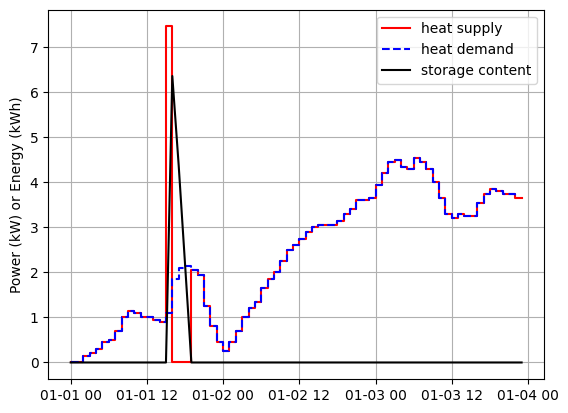 heat supply
heat demand
storage content
Power (kW) or Energy (kWh)
7
6
5
4
3
2
1
0
01-01 00 01-01 12 01-02 00 01-02 12 01-03 00 01-03 12 01-04 00